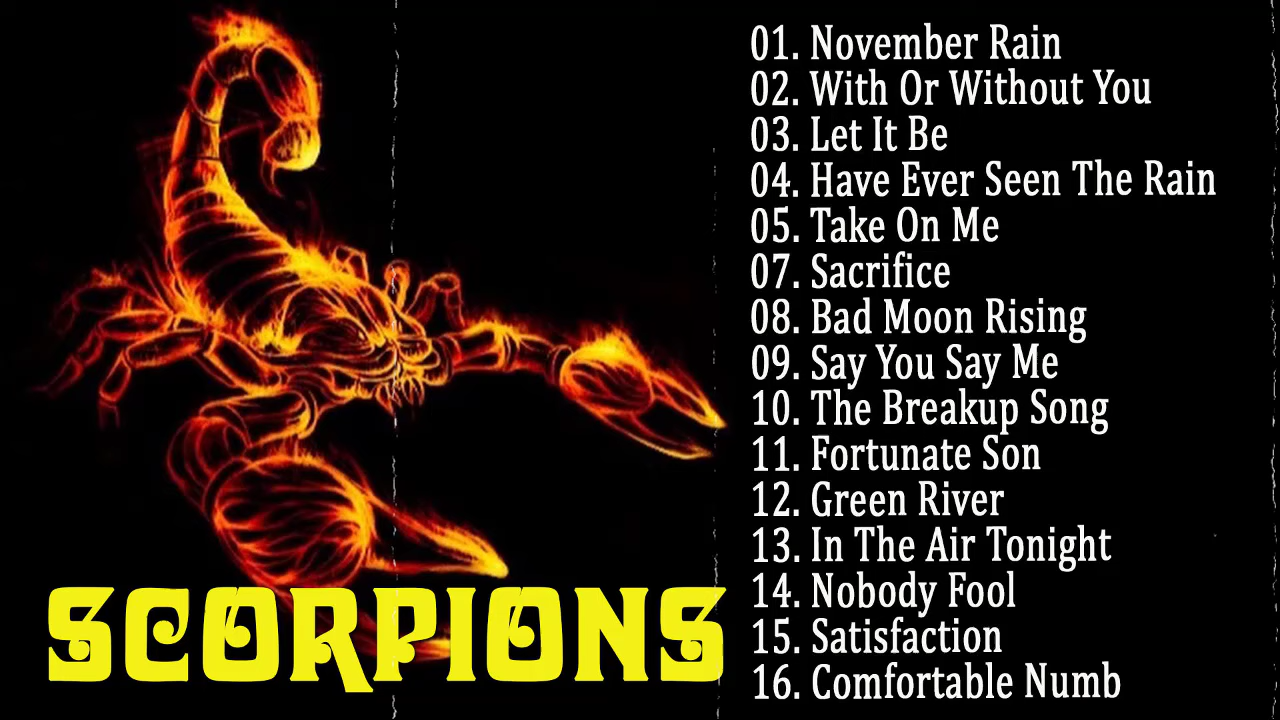 SCORPIONS
01. November Rain
02. With Or Without You
03. Let It Be
04. Have Ever Seen The Rain
05. Take On Me
07. Sacrifice
08. Bad Moon Rising
09. Say You Say Me
10. The Breakup Song
11. Fortunate Son
12. Green River
13. In The Air Tonight
14. Nobody Fool
15. Satisfaction
16. Comfortable Numb